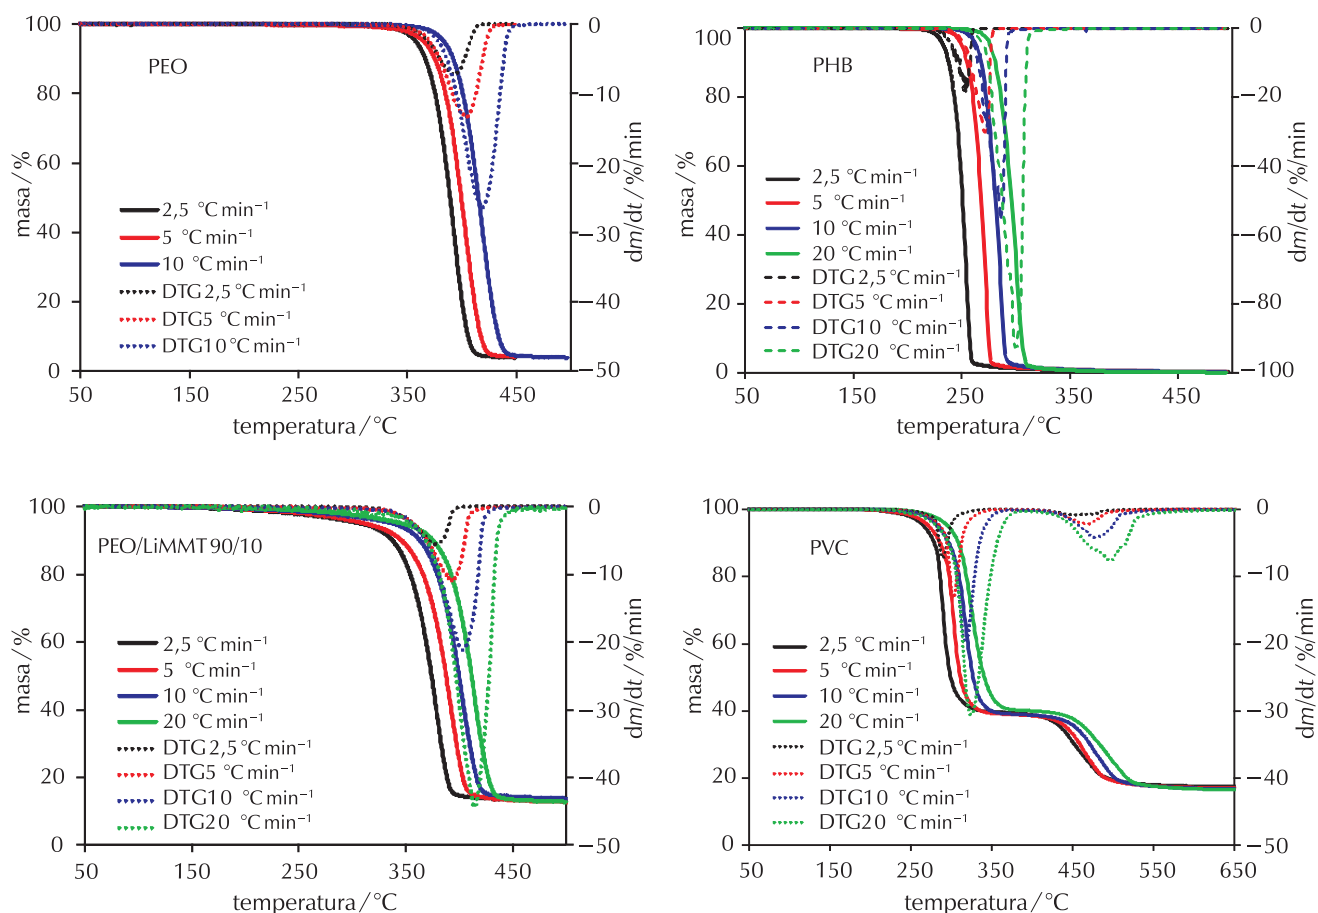 PEO
masa / %
100
80
60
40
20
0
50
150
250
350
450
temperatura / °C
0
−10
−20
−30
−40
−50
dm/dt / %/min
2,5 °C min⁻¹
5 °C min⁻¹
10 °C min⁻¹
DTG 2,5 °C min⁻¹
DTG5 °C min⁻¹
DTG10 °C min⁻¹
PHB
masa / %
100
80
60
40
20
0
50
150
250
350
450
temperatura / °C
0
−20
−40
−60
−80
−100
dm/dt / %/min
2,5 °C min⁻¹
5 °C min⁻¹
10 °C min⁻¹
20 °C min⁻¹
DTG 2,5 °C min⁻¹
DTG5 °C min⁻¹
DTG10 °C min⁻¹
DTG20 °C min⁻¹
PEO/LiMMT 90/10
masa / %
100
80
60
40
20
0
50
150
250
350
450
temperatura / °C
0
−10
−20
−30
−40
−50
dm/dt / %/min
2,5 °C min⁻¹
5 °C min⁻¹
10 °C min⁻¹
20 °C min⁻¹
DTG 2,5 °C min⁻¹
DTG5 °C min⁻¹
DTG10 °C min⁻¹
DTG20 °C min⁻¹
PVC
masa / %
100
80
60
40
20
0
50
150
250
350
450
550
650
temperatura / °C
0
−10
−20
−30
−40
−50
dm/dt / %/min
2,5 °C min⁻¹
5 °C min⁻¹
10 °C min⁻¹
20 °C min⁻¹
DTG 2,5 °C min⁻¹
DTG5 °C min⁻¹
DTG10 °C min⁻¹
DTG20 °C min⁻¹